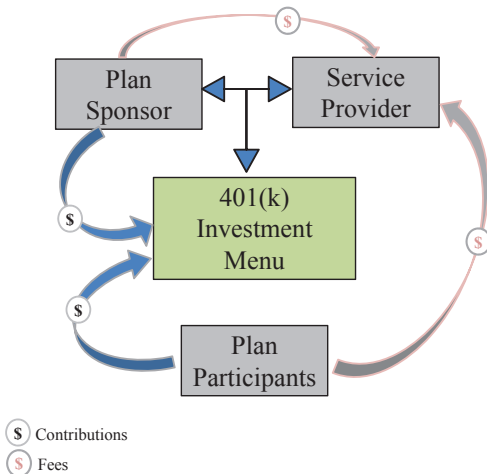 $
Plan
Sponsor
Service
Provider
$
401(k)
Investment
Menu
$
$
Plan
Participants
$ Contributions
$ Fees